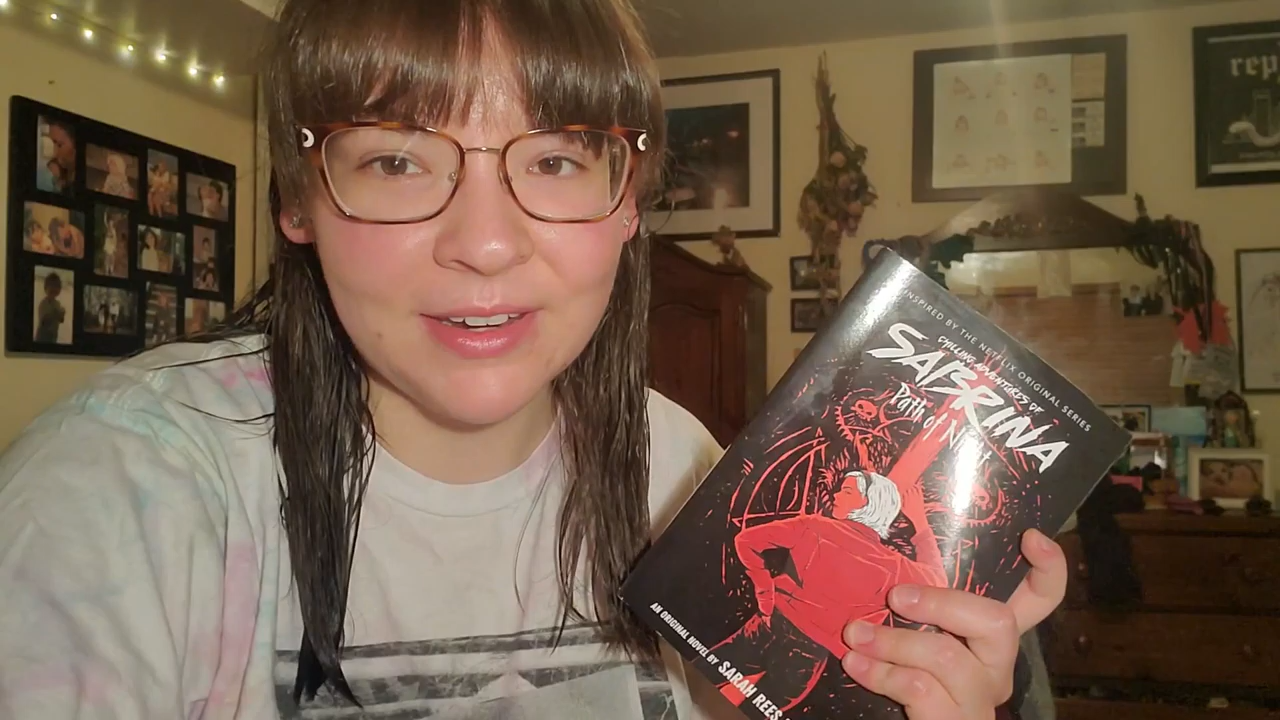 INSPIRED BY THE NETFLIX ORIGINAL SERIES
CHILLING ADVENTURES OF
SABRINA
Path of
AN ORIGINAL NOVEL BY SARAH REES
rep